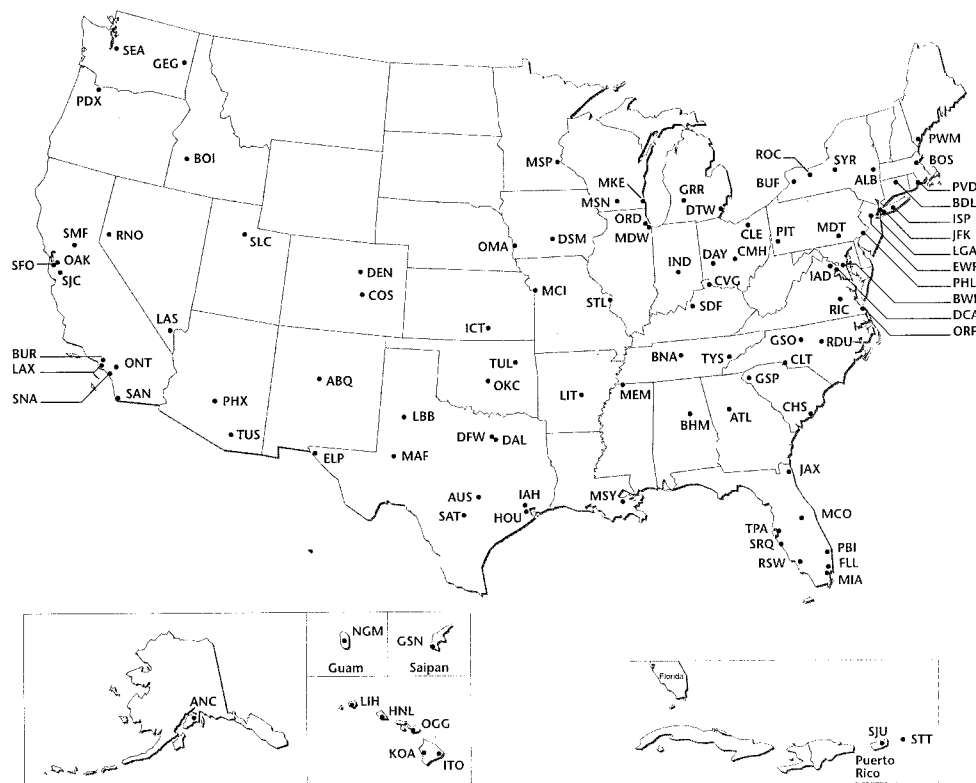 SEA
GEG
PDX
PWM
BOI
MSP
ROC
SYR
BOS
MKE
GRR
BUF
ALB
PVD
MSN
DTW
BDL
ORD
ISP
SMF
RNO
SLC
OMA
DSM
MDW
CLE
PIT
MDT
JFK
OAK
DAY
CMH
LGA
SFO
IND
EWR
SJC
DEN
IAD
PHL
COS
MCI
CVG
BWI
STL
SDF
RIC
DCA
LAS
ICT
ORF
GSO
RDU
BUR
BNA
TYS
CLT
LAX
ONT
TUL
ABQ
OKC
GSP
SNA
SAN
PHX
LIT
MEM
LBB
BHM
ATL
CHS
TUS
DFW
DAL
ELP
MAF
JAX
AUS
IAH
MSY
SAT
HOU
MCO
TPA
SRQ
PBI
RSW
FLL
MIA
NGM
GSN
Guam
Saipan
Florida
ANC
LIH
HNL
OGG
SJU
STT
KOA
ITO
Puerto
Rico